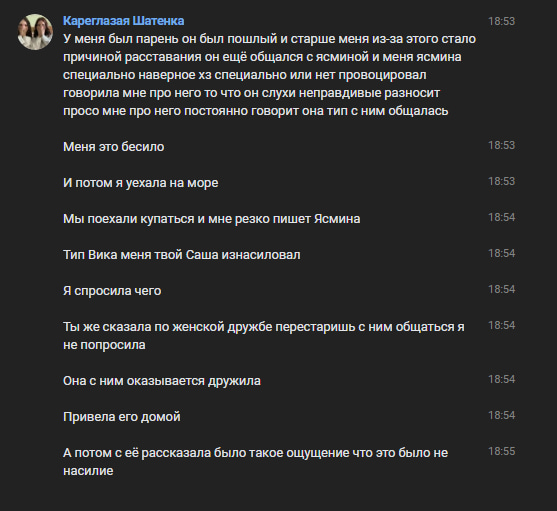 Кареглазая Шатенка 18:53
У меня был парень он был пошлый и старше меня из-за этого стало
причиной расставания он ещё общался с ясминой и меня ясмина
специально наверное хз специально или нет провоцировал
говорила мне про него то что он слухи неправдивые разносит
просо мне про него постоянно говорит она тип с ним общалась
Меня это бесило 18:53
И потом я уехала на море 18:53
Мы поехали купаться и мне резко пишет Ясмина 18:54
Тип Вика меня твой Саша изнасиловал 18:54
Я спросила чего 18:54
Ты же сказала по женской дружбе перестаришь с ним общаться я 18:54
не попросила
Она с ним оказывается дружила 18:54
Привела его домой 18:54
А потом с её рассказала было такое ощущение что это было не 18:55
насилие